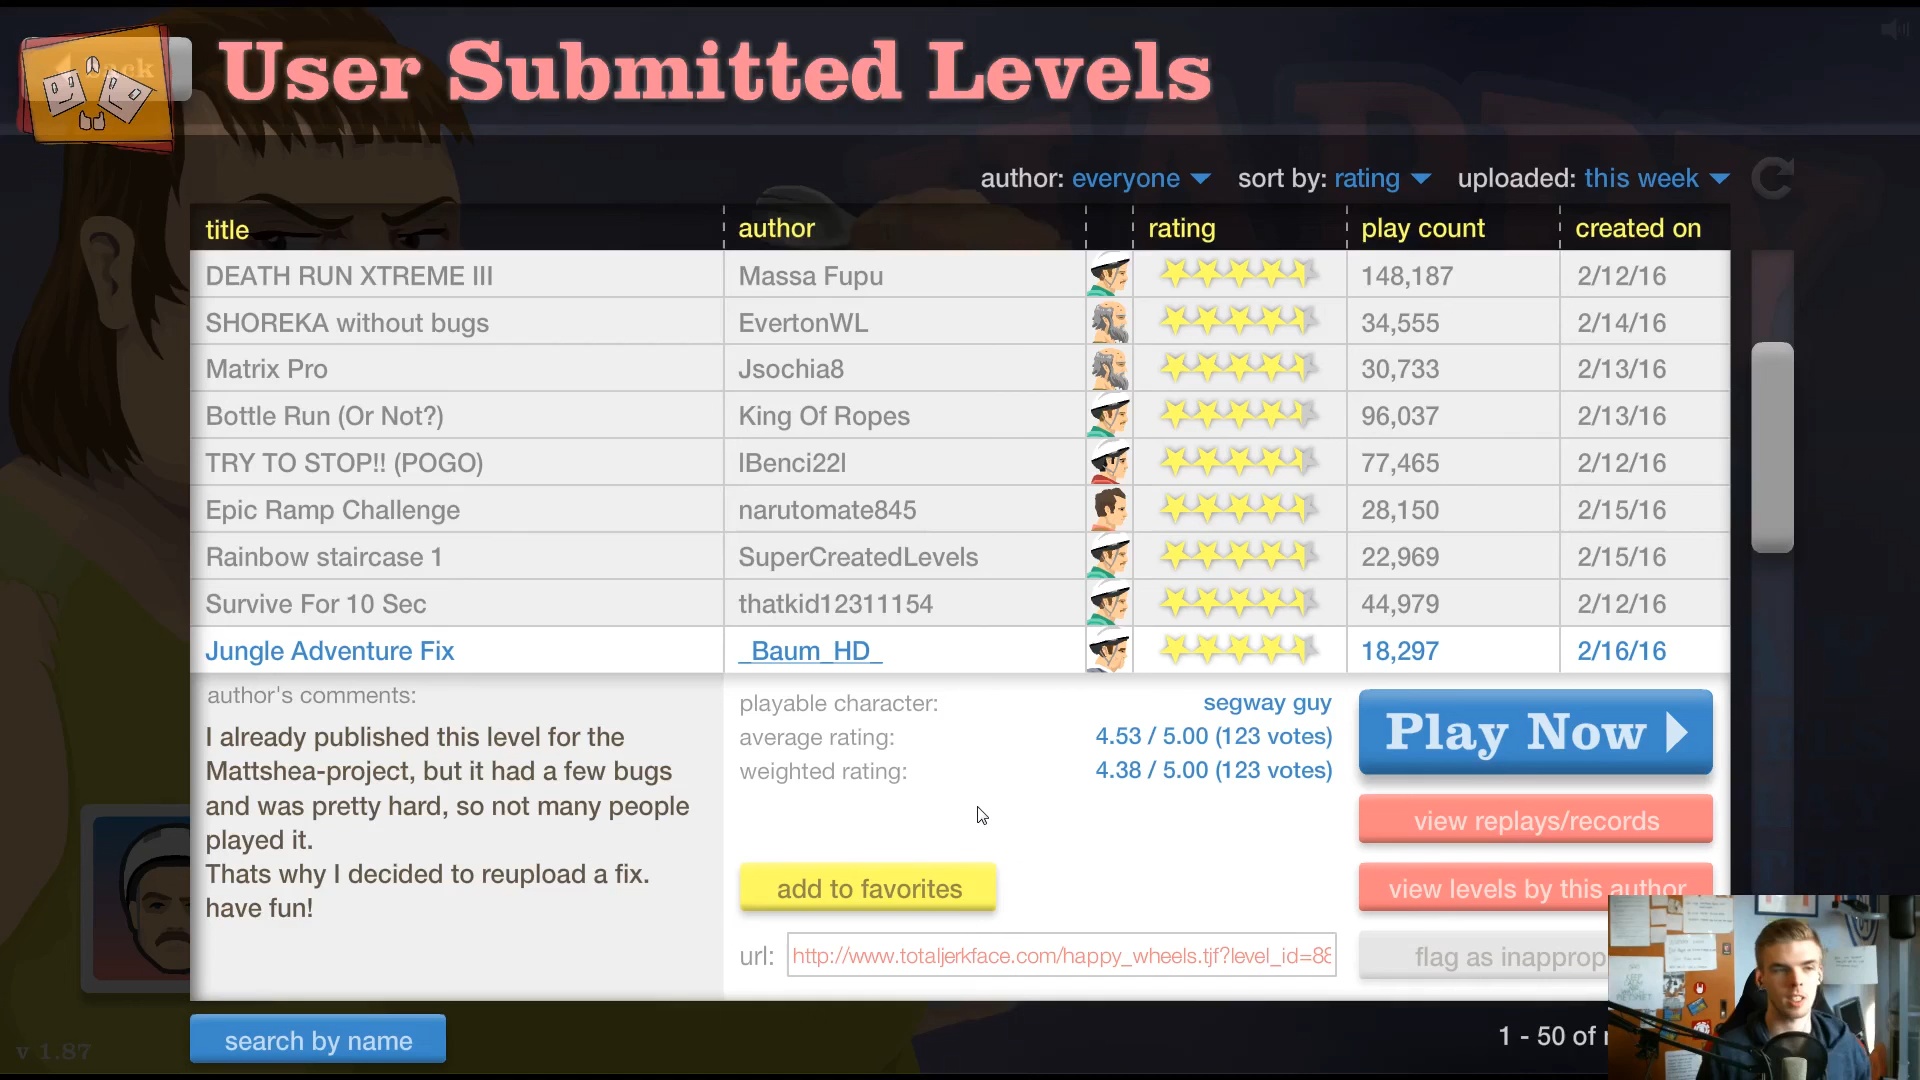 Back
User Submitted Levels
author: everyone sort by: rating uploaded: this week
title author rating play count created on
DEATH RUN XTREME III Massa Fupu 148,187 2/12/16
SHOREKA without bugs EvertonWL 34,555 2/14/16
Matrix Pro Jsochia8 30,733 2/13/16
Bottle Run (Or Not?) King Of Ropes 96,037 2/13/16
TRY TO STOP!! (POGO) lBenci22l 77,465 2/12/16
Epic Ramp Challenge narutomate845 28,150 2/15/16
Rainbow staircase 1 SuperCreatedLevels 22,969 2/15/16
Survive For 10 Sec thatkid12311154 44,979 2/12/16
Jungle Adventure Fix _Baum_HD_ 18,297 2/16/16
author's comments:
I already published this level for the
Mattshea-project, but it had a few bugs
and was pretty hard, so not many people
played it.
Thats why I decided to reupload a fix.
have fun!
playable character: segway guy
average rating: 4.53 / 5.00 (123 votes)
weighted rating: 4.38 / 5.00 (123 votes)
add to favorites
url: http://www.totaljerkface.com/happy_wheels.tjf?level_id=88
Play Now
view replays/records
view levels by this author
flag as inapprop
search by name
1 - 50 of
v 1.87